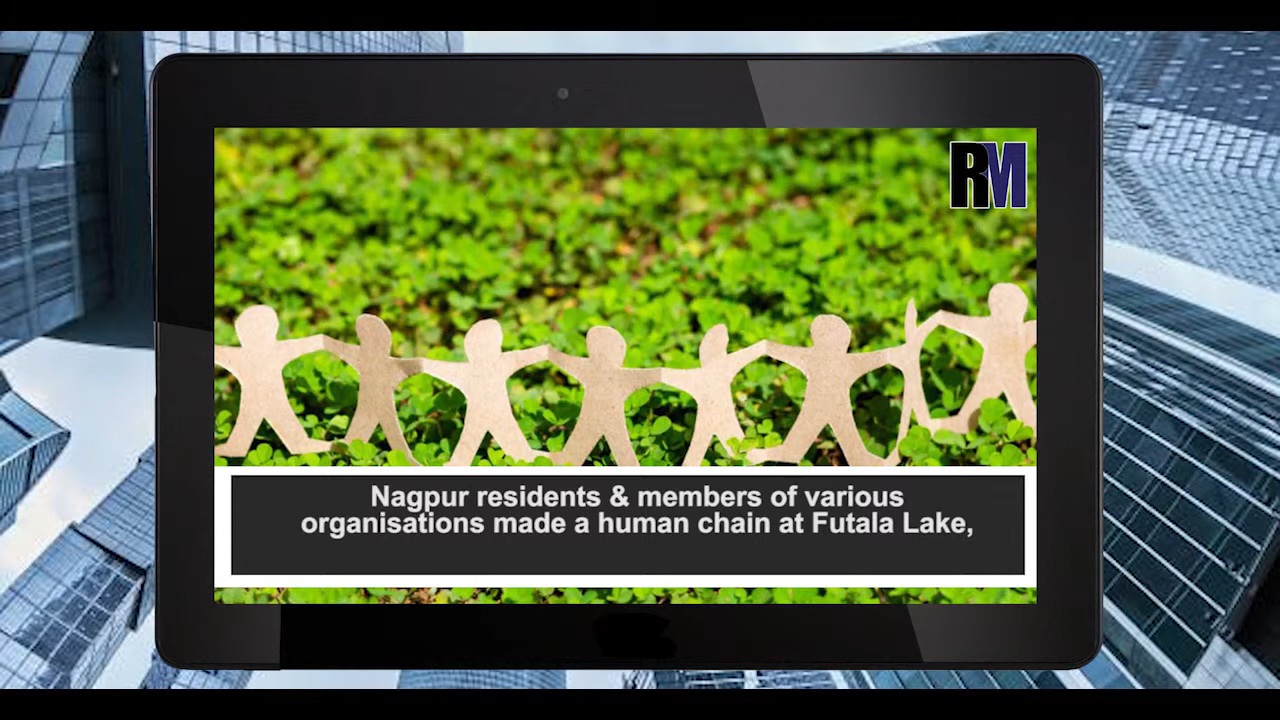 RM
Nagpur residents & members of various
organisations made a human chain at Futala Lake,